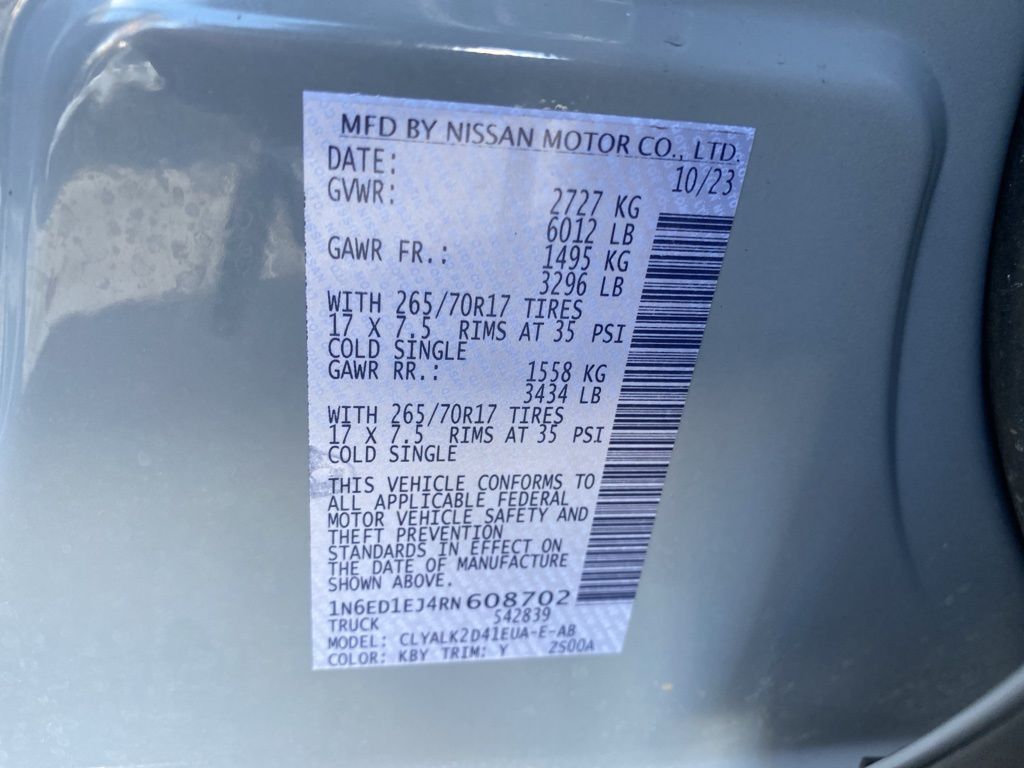 MFD BY NISSAN MOTOR CO., LTD.
DATE: 10/23
GVWR: 2727 KG
6012 LB
GAWR FR.: 1495 KG
3296 LB
WITH 265/70R17 TIRES
17 X 7.5 RIMS AT 35 PSI
COLD SINGLE
GAWR RR.: 1558 KG
3434 LB
WITH 265/70R17 TIRES
17 X 7.5 RIMS AT 35 PSI
COLD SINGLE
THIS VEHICLE CONFORMS TO
ALL APPLICABLE FEDERAL
MOTOR VEHICLE SAFETY AND
THEFT PREVENTION
STANDARDS IN EFFECT ON
THE DATE OF MANUFACTURE
SHOWN ABOVE.
1N6ED1EJ4RN608702
TRUCK 542839
MODEL: CLYALK2D41EUA-E-AB
COLOR: KBY TRIM: Y ZS00A